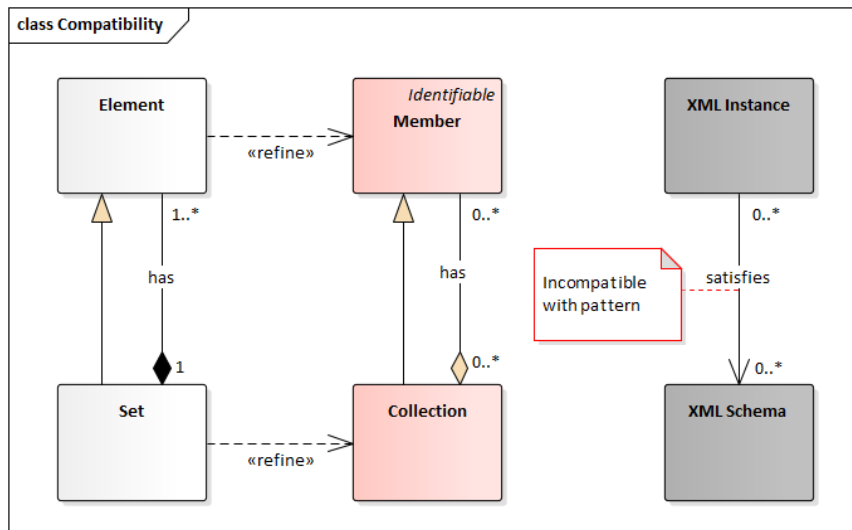 class Compatibility
Element
Identifiable
Member
XML Instance
«refine»
1..*
0..*
0..*
has
has
Incompatible
with pattern
satisfies
1
0..*
0..*
Set
Collection
XML Schema
«refine»